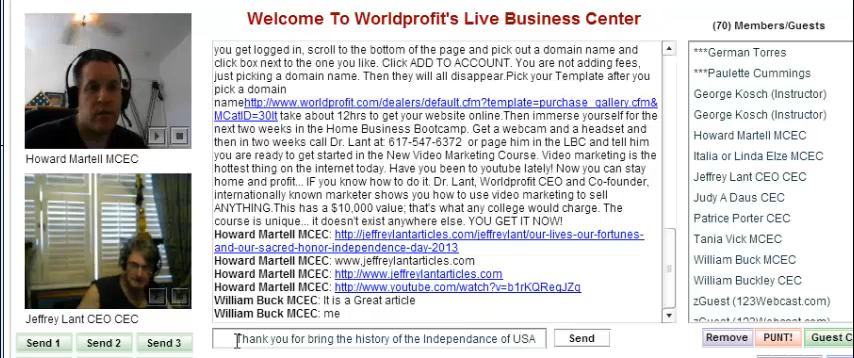 Welcome To Worldprofit's Live Business Center
(70) Members/Guests
Howard Martell MCEC
Jeffrey Lant CEO CEC
Send 1
Send 2
Send 3
you get logged in, scroll to the bottom of the page and pick out a domain name and
click box next to the one you like. Click ADD TO ACCOUNT. You are not adding fees,
just picking a domain name. Then they will all disappear.Pick your Template after you
pick a domain
namehttp://www.worldprofit.com/dealers/default.cfm?template=purchase_gallery.cfm&
MCatID=30It take about 12hrs to get your website online.Then immerse yourself for the
next two weeks in the Home Business Bootcamp. Get a webcam and a headset and
then in two weeks call Dr. Lant at: 617-547-6372  or page him in the LBC and tell him
you are ready to get started in the New Video Marketing Course. Video marketing is the
hottest thing on the internet today. Have you been to youtube lately! Now you can stay
home and profit... IF you know how to do it. Dr. Lant, Worldprofit CEO and Co-founder,
internationally known marketer shows you how to use video marketing to sell
ANYTHING.This has a $10,000 value; that's what any college would charge. The
course is unique... it doesn't exist anywhere else. YOU GET IT NOW!
Howard Martell MCEC: http://jeffreylantarticles.com/jeffreylant/our-lives-our-fortunes-
and-our-sacred-honor-independence-day-2013
Howard Martell MCEC: www.jeffreylantarticles.com
Howard Martell MCEC: http://www.jeffreylantarticles.com
Howard Martell MCEC: http://www.youtube.com/watch?v=b1rKQRegJZg
William Buck MCEC: It is a Great article
William Buck MCEC: me
Thank you for bring the history of the Independance of USA
Send
***German Torres
***Paulette Cummings
George Kosch (Instructor)
George Kosch (Instructor)
Howard Martell MCEC
Italia or Linda Elze MCEC
Jeffrey Lant CEO CEC
Judy A Daus CEC
Patrice Porter CEC
Tania Vick MCEC
William Buck MCEC
William Buckley CEC
zGuest (123Webcast.com)
zGuest (123Webcast.com)
Remove
PUNT!
Guest C